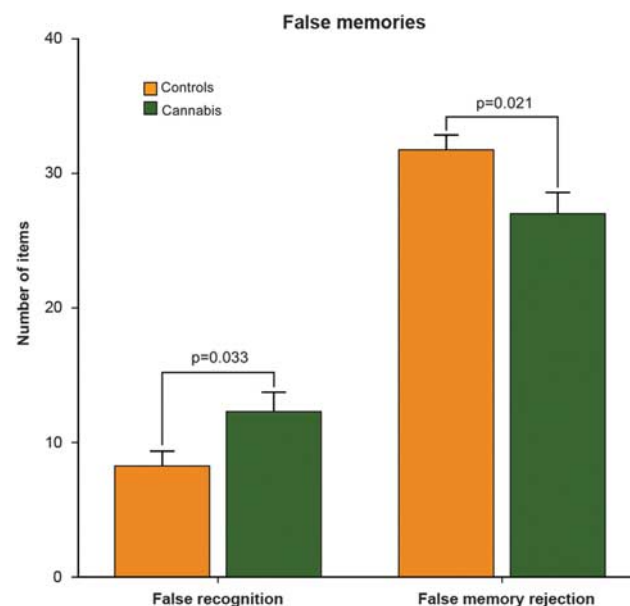 False memories
40
Controls
Cannabis
p=0.021
30
Number of items
20
p=0.033
10
0
False recognition
False memory rejection